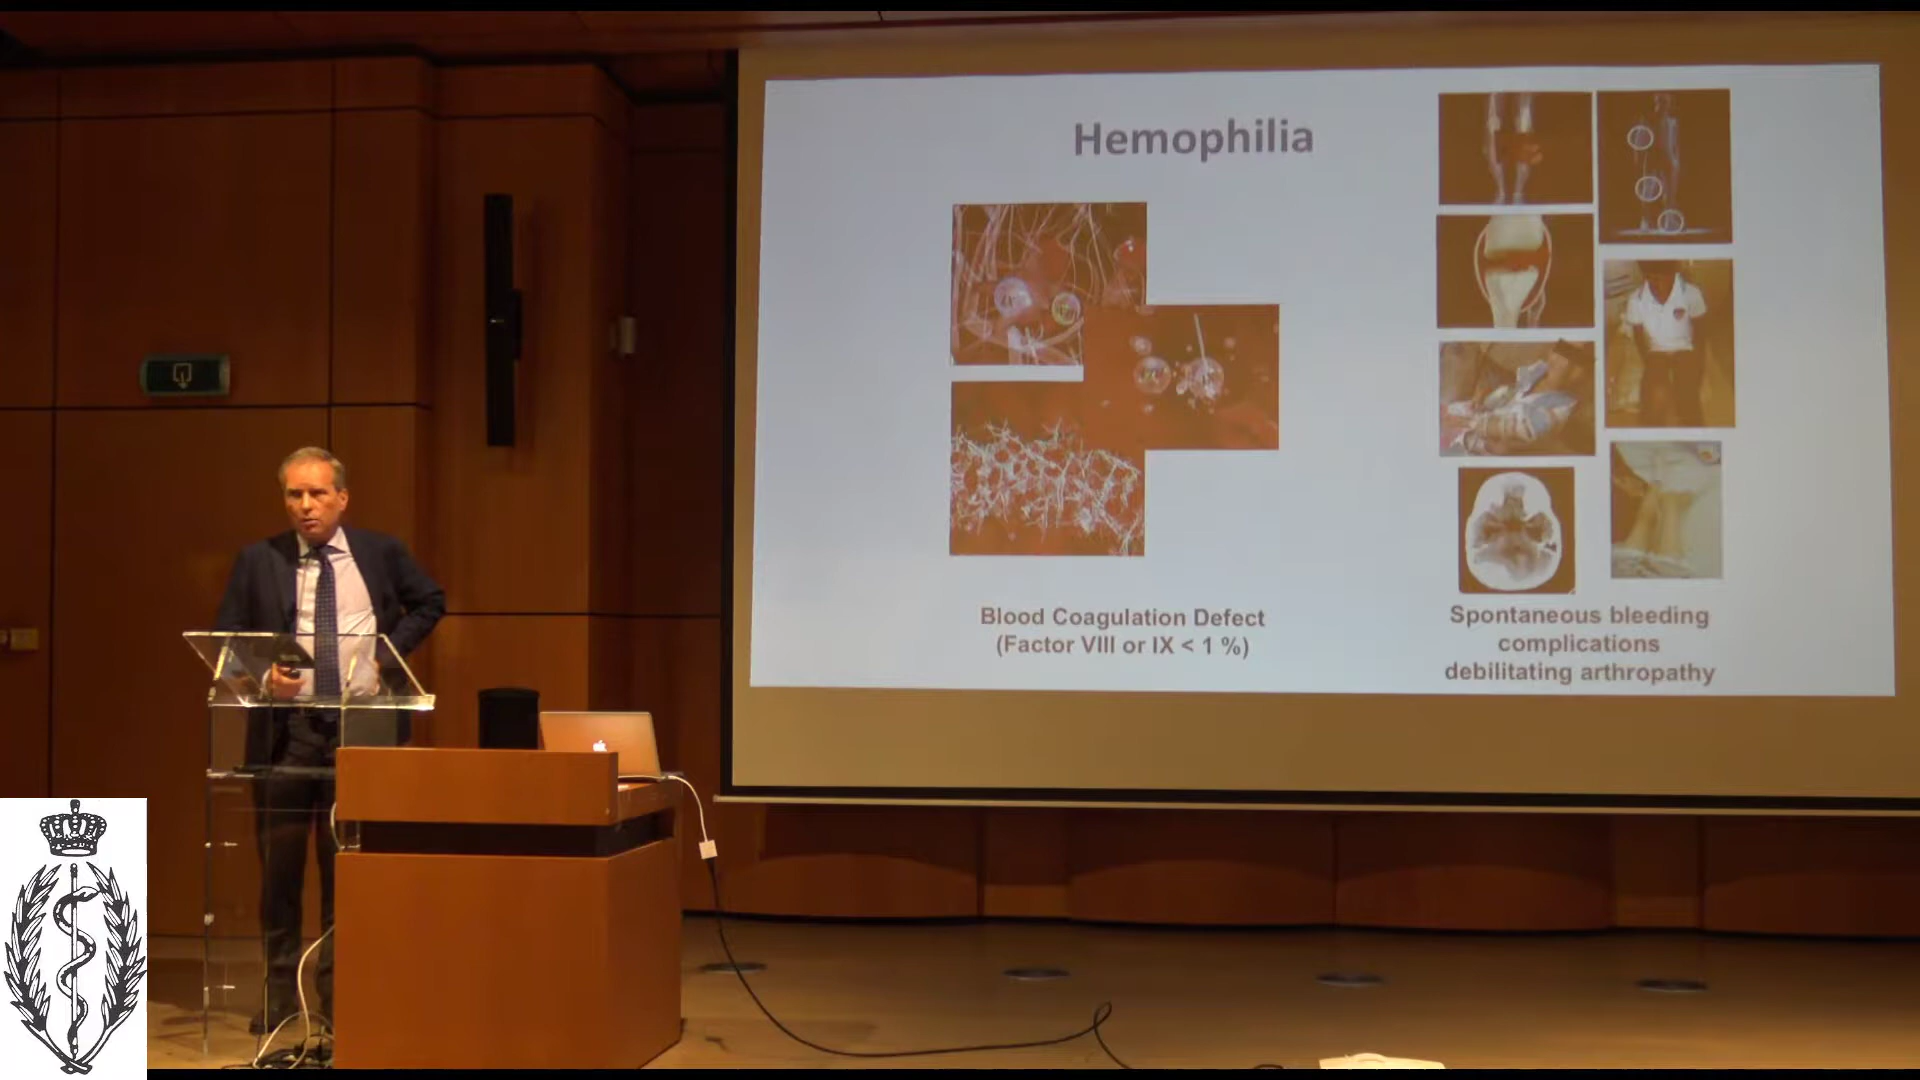 Hemophilia
Blood Coagulation Defect
(Factor VIII or IX < 1 %)
Spontaneous bleeding
complications
debilitating arthropathy